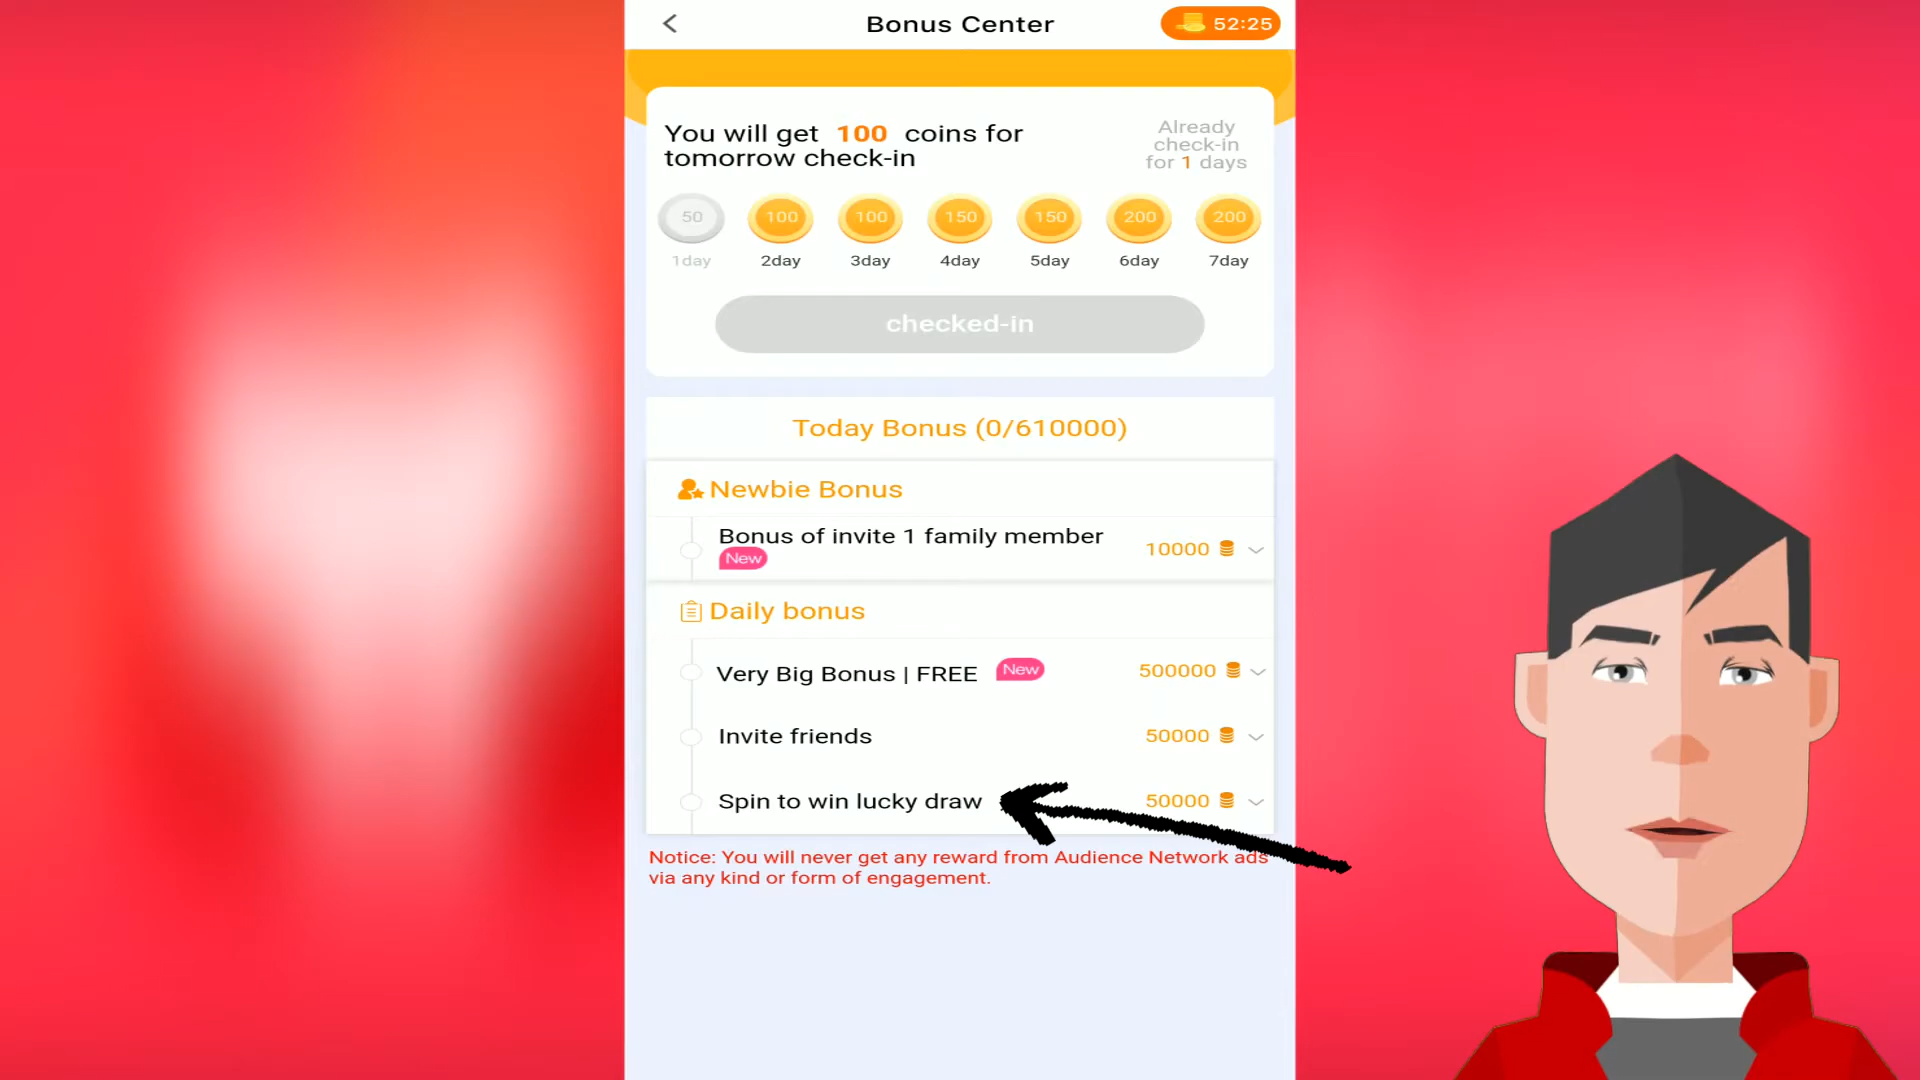 Bonus Center
52:25
You will get 100 coins for
tomorrow check-in
Already
check-in
for 1 days
50 100 100 150 150 200 200
1day 2day 3day 4day 5day 6day 7day
checked-in
Today Bonus (0/610000)
Newbie Bonus
Bonus of invite 1 family member
New
10000
Daily bonus
Very Big Bonus | FREE New 500000
Invite friends 50000
Spin to win lucky draw 50000
Notice: You will never get any reward from Audience Network ads
via any kind or form of engagement.